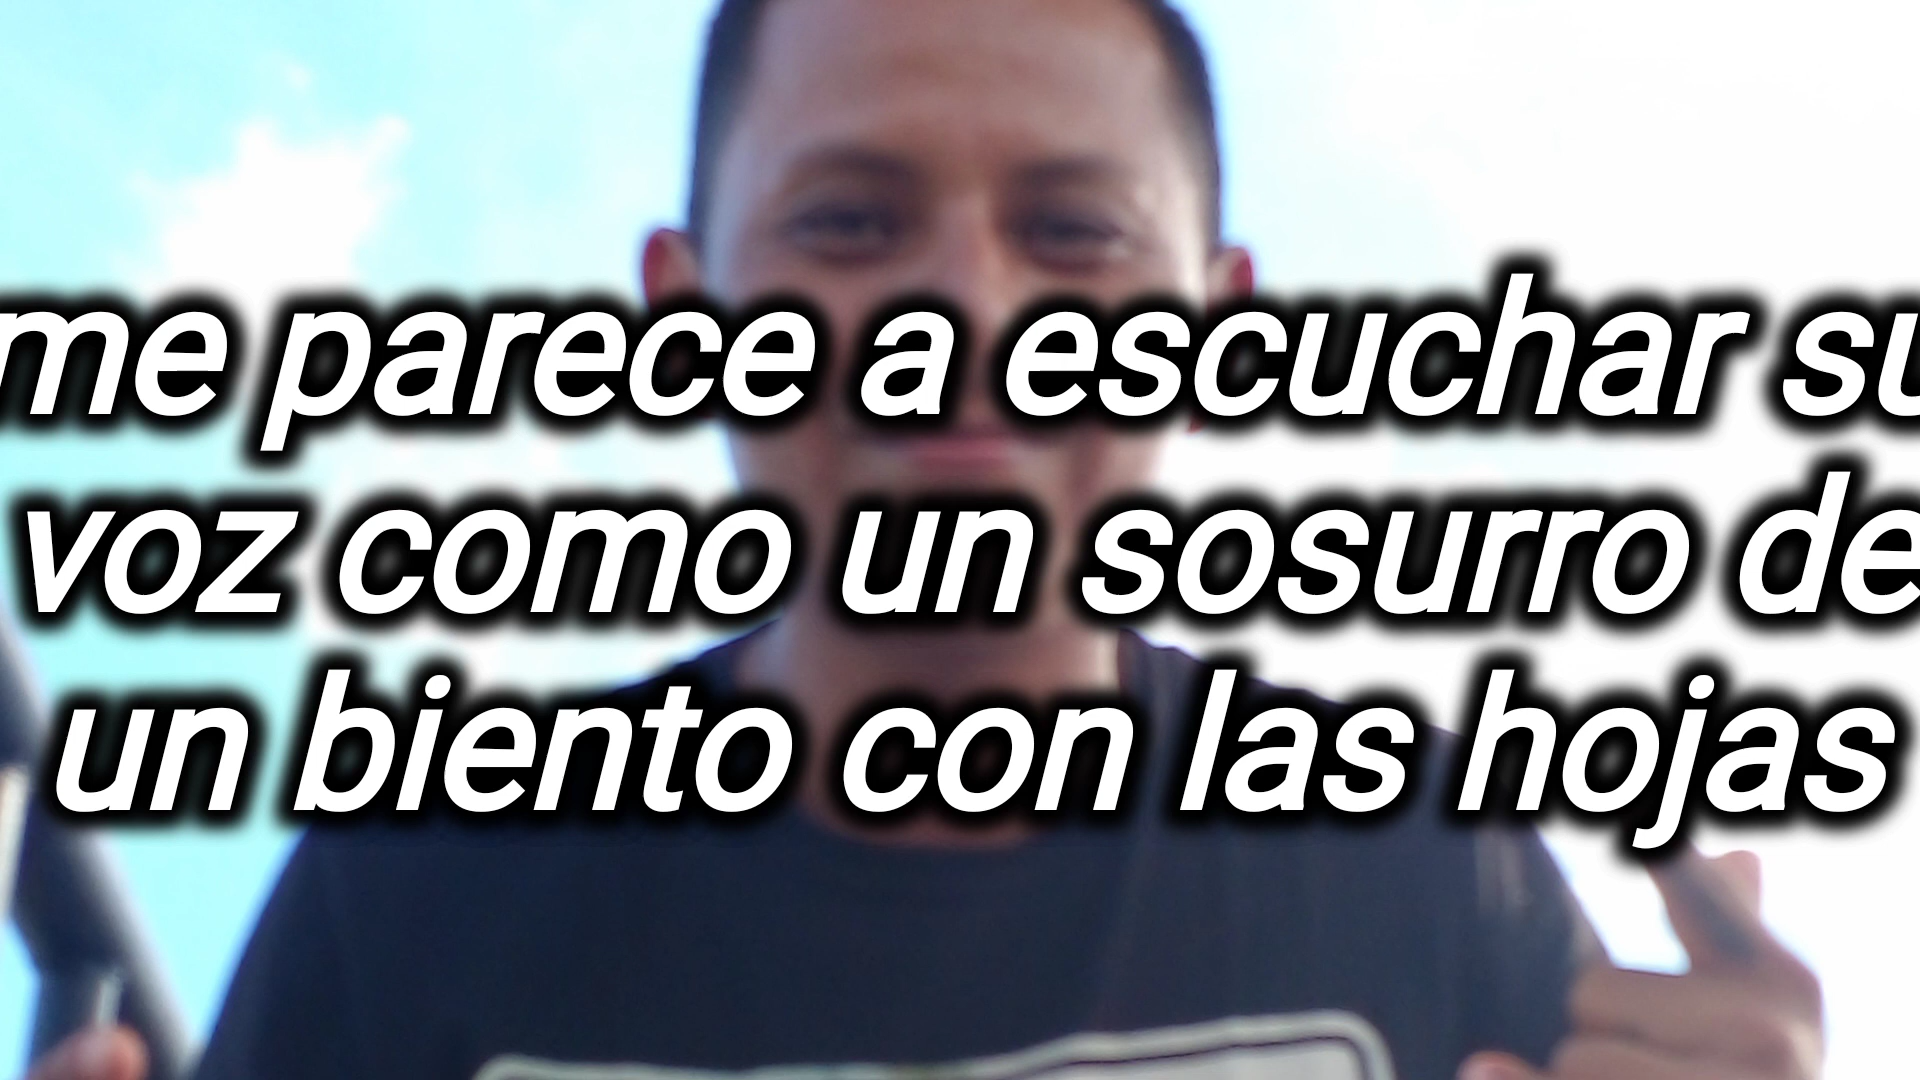 me parece a escuchar su
voz como un sosurro de
un biento con las hojas